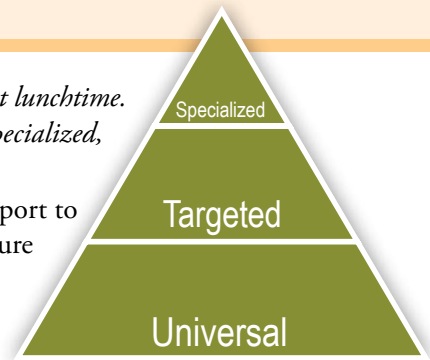 t lunchtime.
pecialized,
port to
ure
Specialized
Targeted
Universal